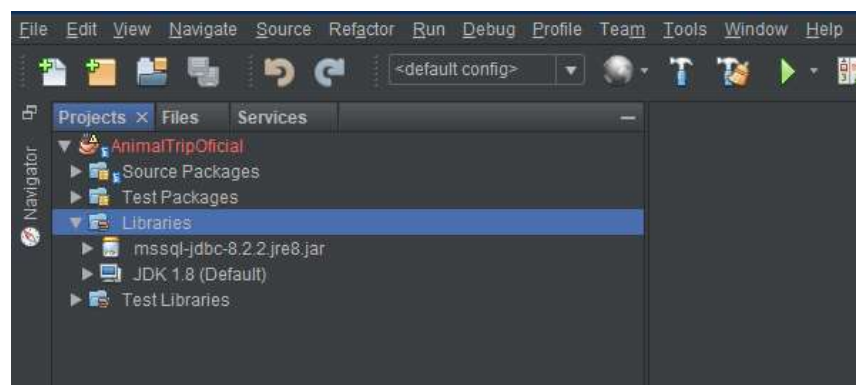 File Edit View Navigate Source Refactor Run Debug Profile Team Tools Window Help
<default config>
Projects × Files Services
Navigator
AnimalTripOficial
Source Packages
Test Packages
Libraries
mssql-jdbc-8.2.2.jre8.jar
JDK 1.8 (Default)
Test Libraries